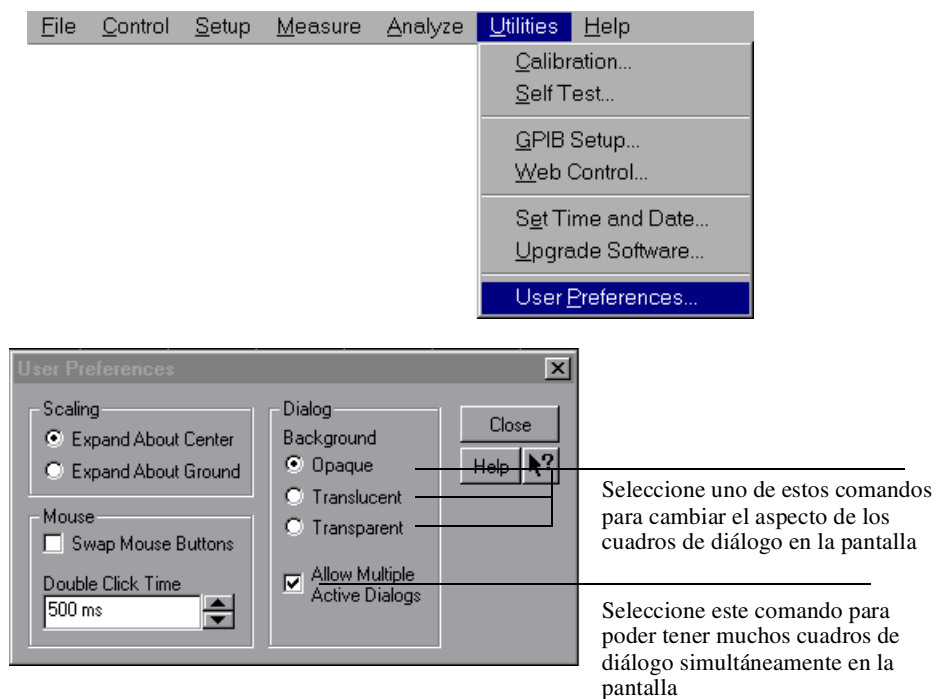 File Control Setup Measure Analyze Utilities Help
Calibration...
Self Test...
GPIB Setup...
Web Control...
Set Time and Date...
Upgrade Software...
User Preferences...
User Preferences
Scaling
Expand About Center
Expand About Ground
Mouse
Swap Mouse Buttons
Double Click Time
500 ms
Dialog
Background
Opaque
Translucent
Transparent
Allow Multiple
Active Dialogs
Close
Help ?
Seleccione uno de estos comandos
para cambiar el aspecto de los
cuadros de diálogo en la pantalla
Seleccione este comando para
poder tener muchos cuadros de
diálogo simultáneamente en la
pantalla